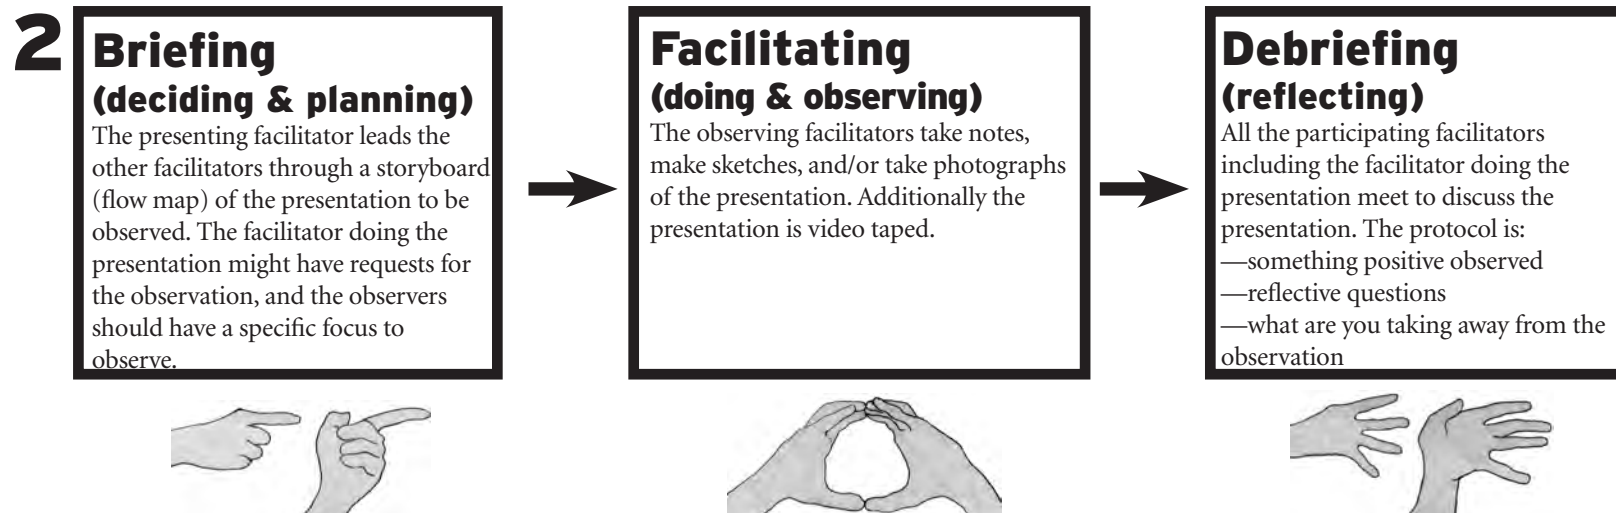 2
Briefing
(deciding & planning)
The presenting facilitator leads the
other facilitators through a storyboard
(flow map) of the presentation to be
observed. The facilitator doing the
presentation might have requests for
the observation, and the observers
should have a specific focus to
observe.
Facilitating
(doing & observing)
The observing facilitators take notes,
make sketches, and/or take photographs
of the presentation. Additionally the
presentation is video taped.
Debriefing
(reflecting)
All the participating facilitators
including the facilitator doing the
presentation meet to discuss the
presentation. The protocol is:
—something positive observed
—reflective questions
—what are you taking away from the
observation